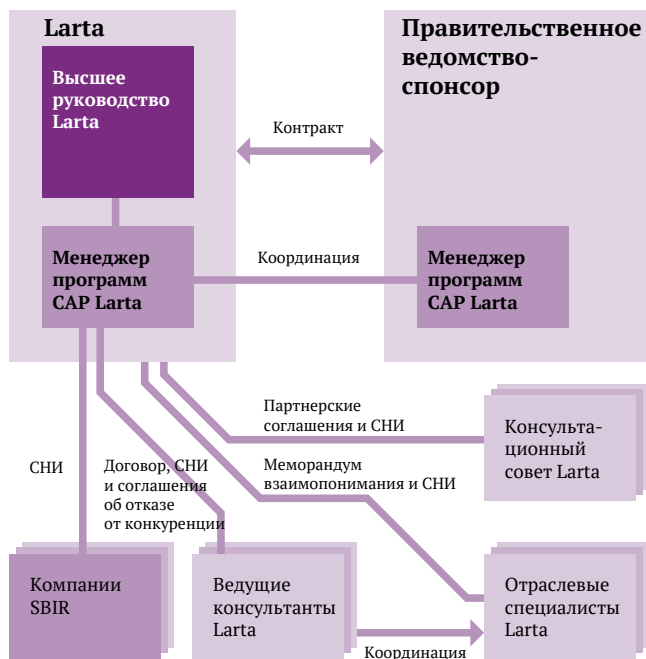 Larta
Высшее
руководство
Larta
Правительственное
ведомство-
спонсор
Контракт
Менеджер
программ
CAP Larta
Координация
Менеджер
программ
CAP Larta
Партнерские
соглашения и СНИ
Консульта-
ционный
совет Larta
СНИ
Договор, СНИ
и соглашения
об отказе
от конкуренции
Меморандум
взаимопонимания и СНИ
Компании
SBIR
Ведущие
консультанты
Larta
Отраслевые
специалисты
Larta
Координация